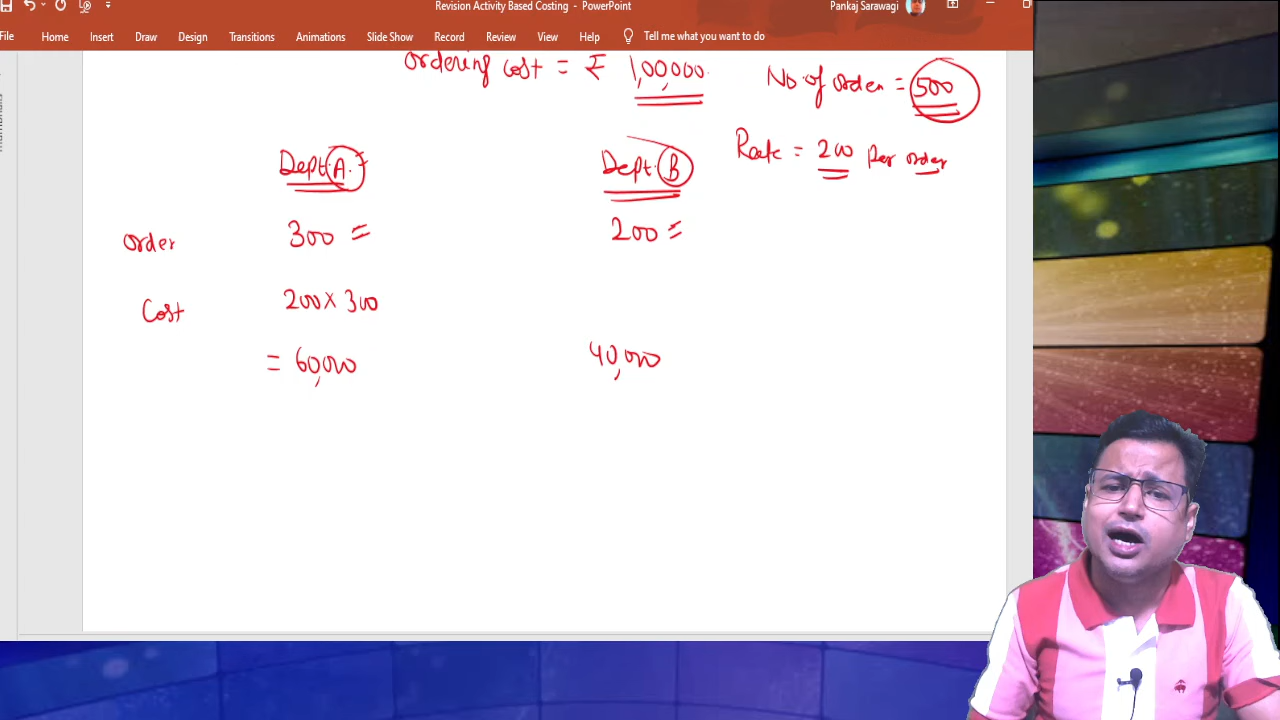 Revision Activity Based Costing - PowerPoint
Pankaj Sarawagi
File Home Insert Draw Design Transitions Animations Slide Show Record Review View Help Tell me what you want to do
Ordering Cost = ₹ 1,00,000
No. of order = 500
Rate = 200 Per order
Dept. A Dept. B
Order 300 = 200 =
Cost 200 × 300
= 60,000 40,000